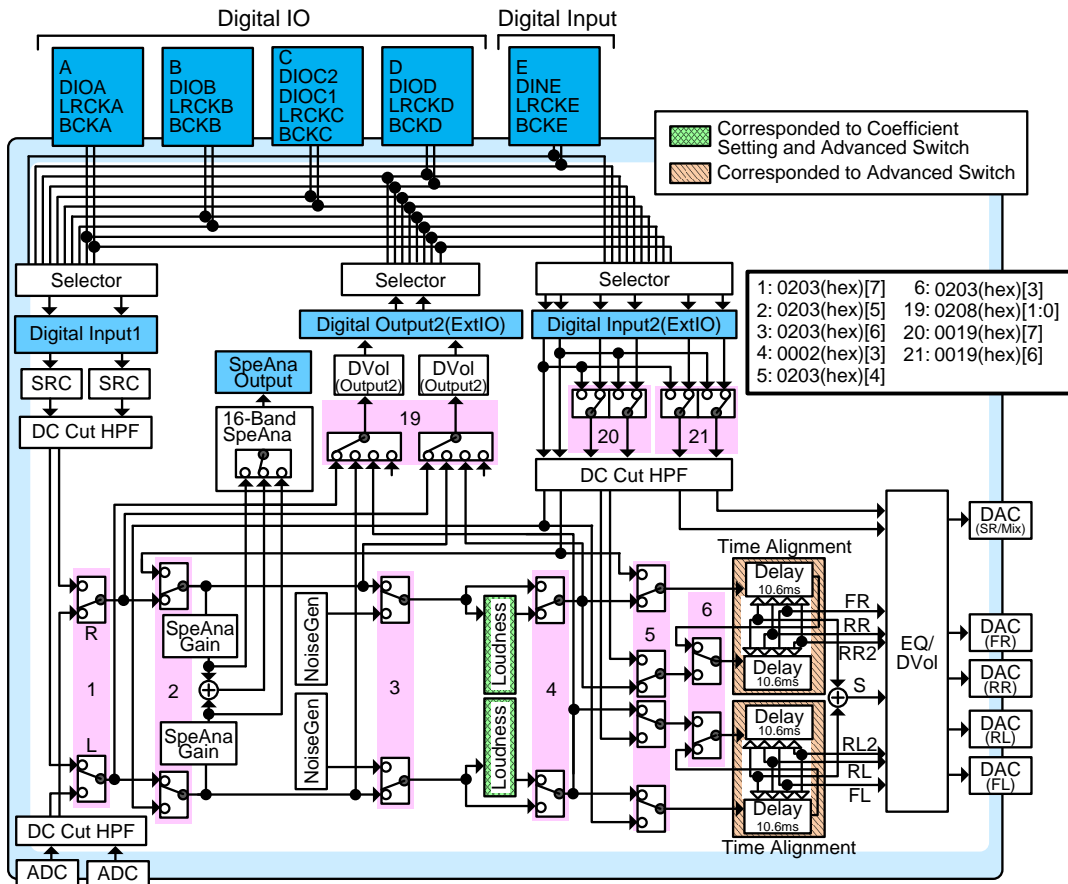 Digital IO
Digital Input
A
DIOA
LRCKA
BCKA
B
DIOB
LRCKB
BCKB
C
DIOC2
DIOC1
LRCKC
BCKC
D
DIOD
LRCKD
BCKD
E
DINE
LRCKE
BCKE
Corresponded to Coefficient
Setting and Advanced Switch
Corresponded to Advanced Switch
Selector
Selector
Selector
1: 0203(hex)[7]
2: 0203(hex)[5]
3: 0203(hex)[6]
4: 0002(hex)[3]
5: 0203(hex)[4]
6: 0203(hex)[3]
19: 0208(hex)[1:0]
20: 0019(hex)[7]
21: 0019(hex)[6]
Digital Input1
Digital Output2(ExtIO)
Digital Input2(ExtIO)
SRC
SRC
SpeAna
Output
DVol
(Output2)
DVol
(Output2)
DC Cut HPF
16-Band
SpeAna
19
20
21
DC Cut HPF
DAC
(SR/Mix)
Time Alignment
Delay
10.6ms
R
SpeAna
Gain
NoiseGen
Loudness
5
6
FR
RR
RR2
EQ/
DVol
DAC
(FR)
Delay
10.6ms
DAC
(RR)
1
2
3
4
S
NoiseGen
Loudness
Delay
10.6ms
DAC
(RL)
L
SpeAna
Gain
RL2
RL
FL
DAC
(FL)
Delay
10.6ms
Time Alignment
DC Cut HPF
ADC
ADC